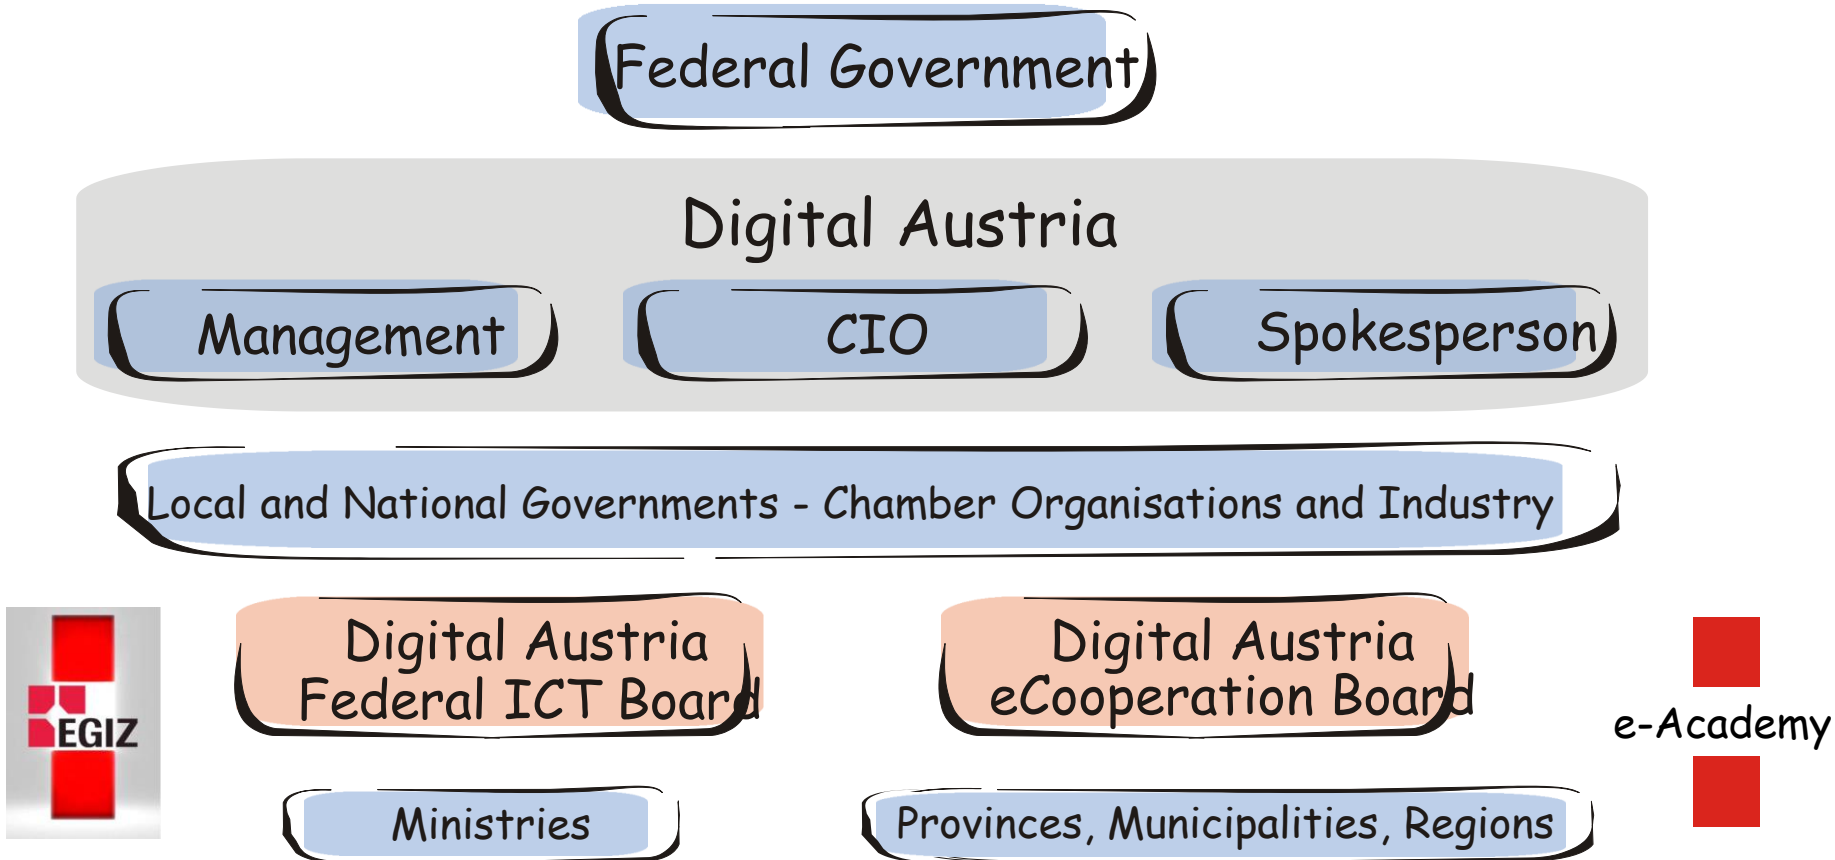 Federal Government
Digital Austria
Management
CIO
Spokesperson
Local and National Governments - Chamber Organisations and Industry
Digital Austria
Federal ICT Board
Digital Austria
eCooperation Board
EGIZ
e-Academy
Ministries
Provinces, Municipalities, Regions